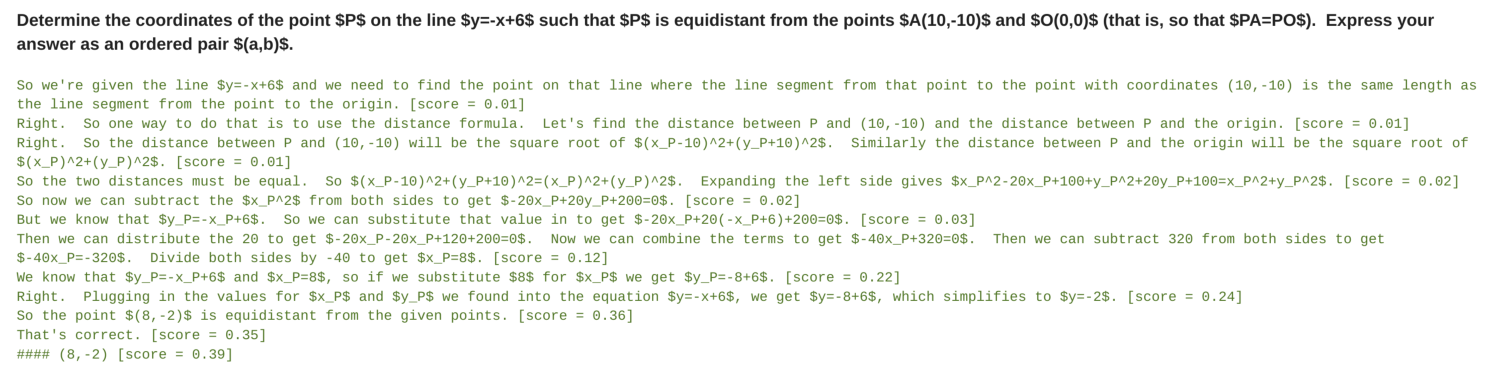 Determine the coordinates of the point $P$ on the line $y=-x+6$ such that $P$ is equidistant from the points $A(10,-10)$ and $O(0,0)$ (that is, so that $PA=PO$).  Express your
answer as an ordered pair $(a,b)$.
So we're given the line $y=-x+6$ and we need to find the point on that line where the line segment from that point to the point with coordinates (10,-10) is the same length as
the line segment from the point to the origin. [score = 0.01]
Right.  So one way to do that is to use the distance formula.  Let's find the distance between P and (10,-10) and the distance between P and the origin. [score = 0.01]
Right.  So the distance between P and (10,-10) will be the square root of $(x_P-10)^2+(y_P+10)^2$.  Similarly the distance between P and the origin will be the square root of
$(x_P)^2+(y_P)^2$. [score = 0.01]
So the two distances must be equal.  So $(x_P-10)^2+(y_P+10)^2=(x_P)^2+(y_P)^2$.  Expanding the left side gives $x_P^2-20x_P+100+y_P^2+20y_P+100=x_P^2+y_P^2$. [score = 0.02]
So now we can subtract the $x_P^2$ from both sides to get $-20x_P+20y_P+200=0$. [score = 0.02]
But we know that $y_P=-x_P+6$.  So we can substitute that value in to get $-20x_P+20(-x_P+6)+200=0$. [score = 0.03]
Then we can distribute the 20 to get $-20x_P-20x_P+120+200=0$.  Now we can combine the terms to get $-40x_P+320=0$.  Then we can subtract 320 from both sides to get
$-40x_P=-320$.  Divide both sides by -40 to get $x_P=8$. [score = 0.12]
We know that $y_P=-x_P+6$ and $x_P=8$, so if we substitute $8$ for $x_P$ we get $y_P=-8+6$. [score = 0.22]
Right.  Plugging in the values for $x_P$ and $y_P$ we found into the equation $y=-x+6$, we get $y=-8+6$, which simplifies to $y=-2$. [score = 0.24]
So the point $(8,-2)$ is equidistant from the given points. [score = 0.36]
That's correct. [score = 0.35]
#### (8,-2) [score = 0.39]